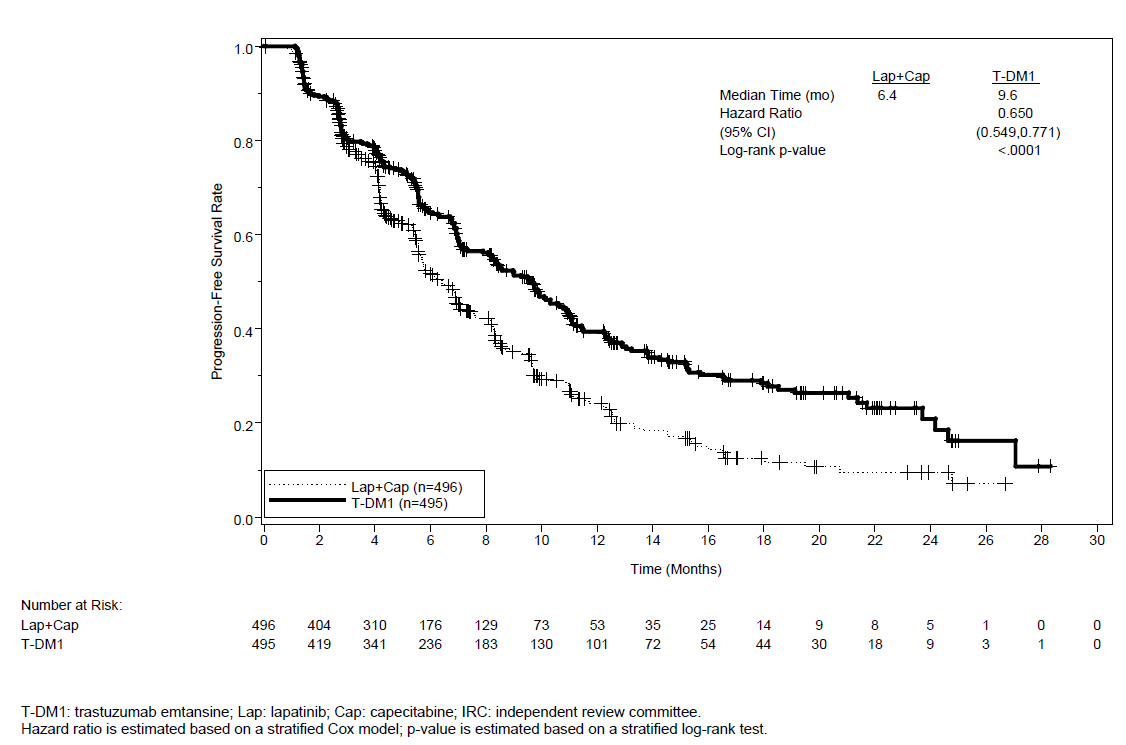 Lap+Cap T-DM1
Median Time (mo) 6.4 9.6
Hazard Ratio 0.650
(95% CI) (0.549,0.771)
Log-rank p-value <.0001
Progression-Free Survival Rate
1.0
0.8
0.6
0.4
0.2
0.0
Lap+Cap (n=496)
T-DM1 (n=495)
0 2 4 6 8 10 12 14 16 18 20 22 24 26 28 30
Time (Months)
Number at Risk:
Lap+Cap 496 404 310 176 129 73 53 35 25 14 9 8 5 1 0 0
T-DM1 495 419 341 236 183 130 101 72 54 44 30 18 9 3 1 0
T-DM1: trastuzumab emtansine; Lap: lapatinib; Cap: capecitabine; IRC: independent review committee.
Hazard ratio is estimated based on a stratified Cox model; p-value is estimated based on a stratified log-rank test.